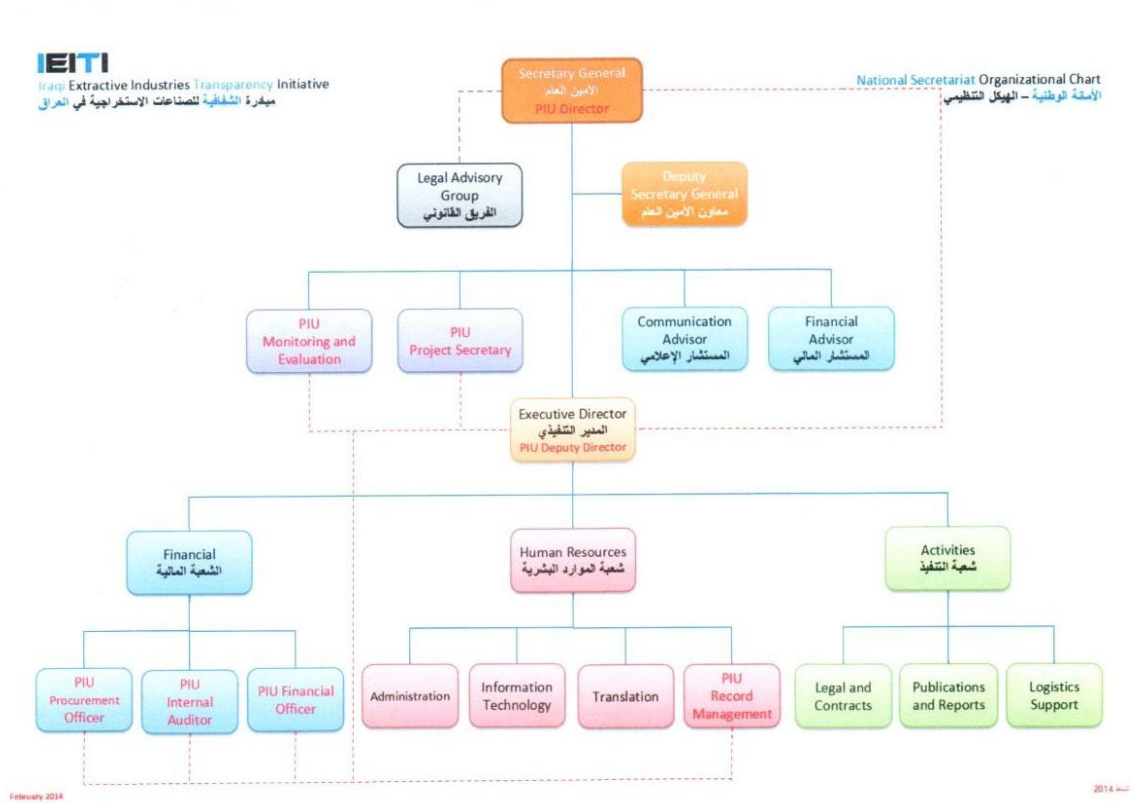 IEITI
Iraqi Extractive Industries Transparency Initiative
مبادرة الشفافية للصناعات الاستخراجية في العراق
National Secretariat Organizational Chart
الأمانة الوطنية – الهيكل التنظيمي
Secretary General
الأمين العام
PIU Director
Legal Advisory
Group
الفريق القانوني
Deputy
Secretary General
معاون الأمين العام
PIU
Monitoring and
Evaluation
PIU
Project Secretary
Communication
Advisor
المستشار الإعلامي
Financial
Advisor
المستشار المالي
Executive Director
المدير التنفيذي
PIU Deputy Director
Financial
الشعبة المالية
Human Resources
شعبة الموارد البشرية
Activities
شعبة التنفيذ
PIU
Procurement
Officer
PIU
Internal
Auditor
PIU Financial
Officer
Administration
Information
Technology
Translation
PIU
Record
Management
Legal and
Contracts
Publications
and Reports
Logistics
Support
February 2014
شباط 2014